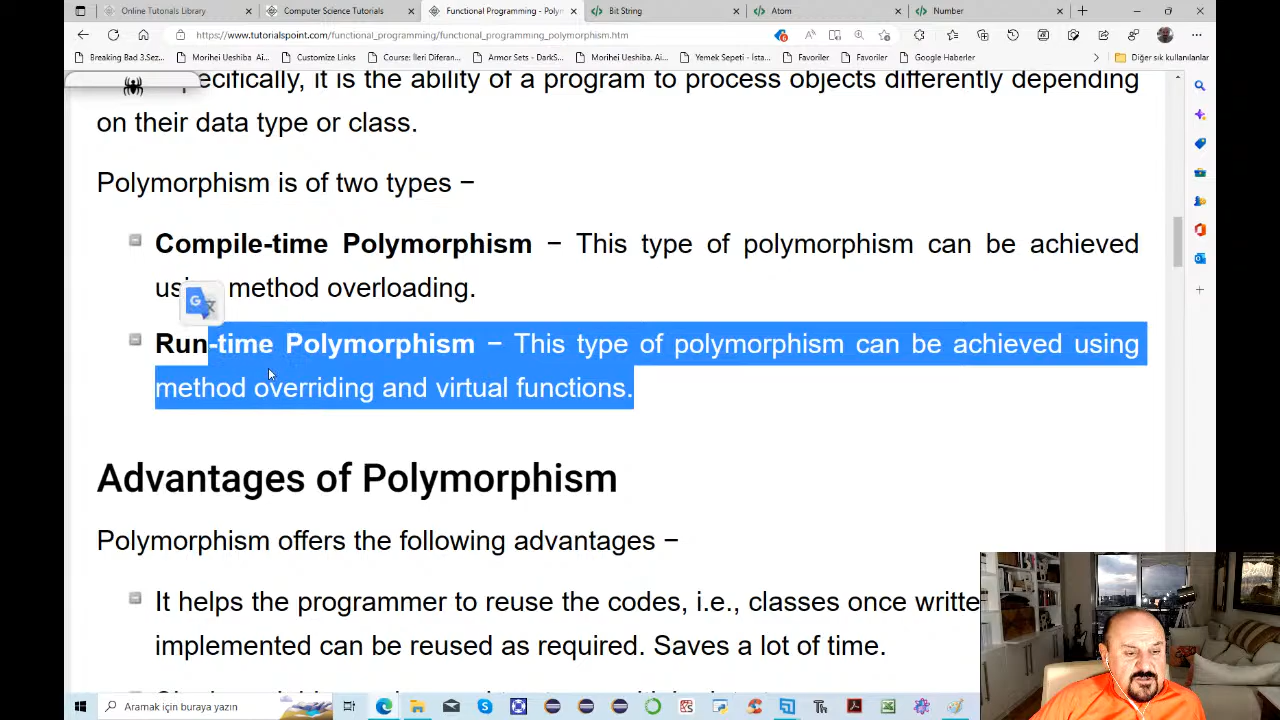 Online Tutorials Library
Computer Science Tutorials
Functional Programming - Polym
Bit String
Atom
Number
https://www.tutorialspoint.com/functional_programming/functional_programming_polymorphism.htm
Breaking Bad 3.Sez...
Morihei Ueshiba. Ai...
Customize Links
Course: Ileri Diferan...
Armor Sets - DarkS...
Morihei Ueshiba. Ai...
Yemek Sepeti - İsta...
Favoriler
Favoriler
Google Haberler
Diğer sık kullanılanlar
ecifically, it is the ability of a program to process objects differently depending
on their data type or class.
Polymorphism is of two types −
Compile-time Polymorphism − This type of polymorphism can be achieved
using method overloading.
Run-time Polymorphism − This type of polymorphism can be achieved using
method overriding and virtual functions.
Advantages of Polymorphism
Polymorphism offers the following advantages −
It helps the programmer to reuse the codes, i.e., classes once writte
implemented can be reused as required. Saves a lot of time.
Aramak için buraya yazın